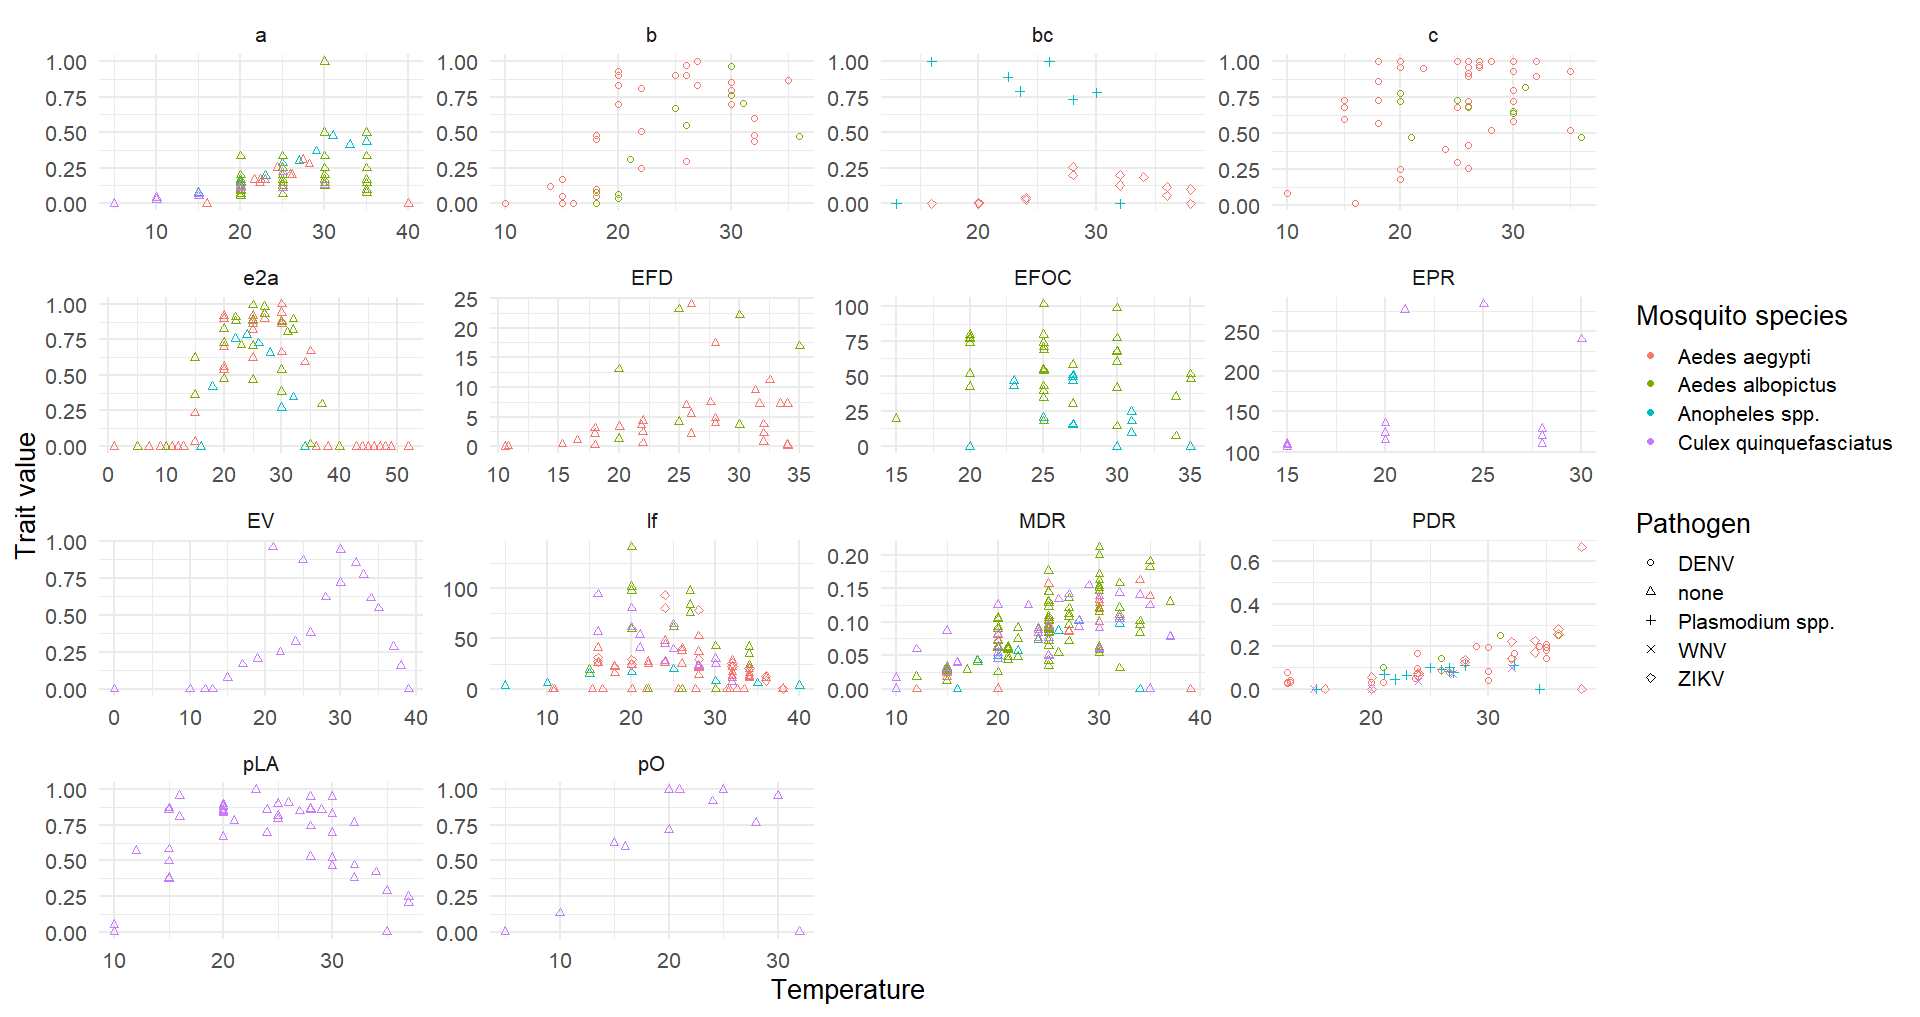 a b bc c
1.00 1.00 1.00 1.00
0.75 0.75 0.75 0.75
0.50 0.50 0.50 0.50
0.25 0.25 0.25 0.25
0.00 0.00 0.00 0.00
10 20 30 40 10 20 30 20 30 10 20 30
e2a EFD EFOC EPR
1.00 25 100
0.75 20 75 250
0.50 15 50 200
0.25 10 25 150
0.00 5 0 100
0
0 10 20 30 40 50 10 15 20 25 30 35 15 20 25 30 35 15 20 25 30
EV lf MDR PDR
1.00 100 0.20 0.6
0.75 50 0.15 0.4
0.50 0 0.10 0.2
0.25 0.05 0.0
0.00 0.00
0 10 20 30 40 10 20 30 40 10 20 30 40 20 30
pLA pO
1.00 1.00
0.75 0.75
0.50 0.50
0.25 0.25
0.00 0.00
10 20 30 10 20 30
Temperature
Trait value
Mosquito species
Aedes aegypti
Aedes albopictus
Anopheles spp.
Culex quinquefasciatus
Pathogen
DENV
none
Plasmodium spp.
WNV
ZIKV